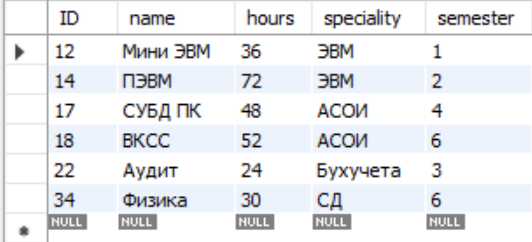 ID name hours speciality semester
12 Мини ЭВМ 36 ЭВМ 1
14 ПЭВМ 72 ЭВМ 2
17 СУБД ПК 48 АСОИ 4
18 ВКСС 52 АСОИ 6
22 Аудит 24 Бухучета 3
34 Физика 30 СД 6
NULL NULL NULL NULL NULL